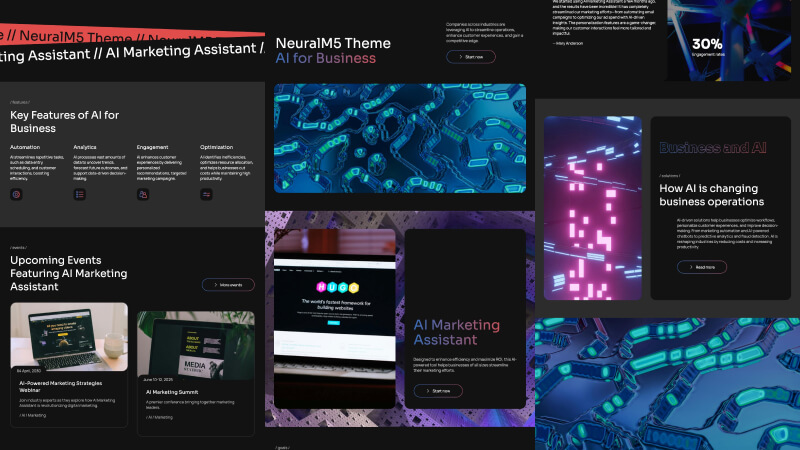 NeuralM5 Theme // Neural
ting Assistant // AI Marketing Assistant //
/ features /
Key Features of AI for
Business
Automation
AI streamlines repetitive tasks,
such as data entry,
scheduling, and customer
interactions, boosting
efficiency.
Analytics
AI processes vast amounts of
data to uncover trends,
forecast future outcomes, and
support data-driven decision-
making.
Engagement
AI enhances customer
experiences by delivering
personalized
recommendations, targeted
marketing campaigns.
Optimization
AI identifies inefficiencies,
optimizes resource allocation,
and helps businesses cut
costs while maintaining high
productivity.
/ events /
Upcoming Events
Featuring AI Marketing
Assistant
More events
04 April, 2030
AI-Powered Marketing Strategies
Webinar
Join industry experts as they explore how AI Marketing
Assistant is revolutionizing digital marketing.
/ AI / Marketing
ABOUT
ABOUT
MEDIA
June 10-12, 2025
AI Marketing Summit
A premier conference bringing together marketing
leaders.
/ AI / Marketing
NeuralM5 Theme
AI for Business
Companies across industries are
leveraging AI to streamline operations,
enhance customer experiences, and gain a
competitive edge.
Start now
HUGO
The world's fastest framework for
building websites
AI Marketing
Assistant
Designed to enhance efficiency and maximize ROI, this AI-
powered tool helps businesses of all sizes streamline
their marketing efforts.
Start now
/ goals /
We started using AI Marketing Assistant a few months ago,
and the results have been incredible! It has completely
streamlined our marketing efforts—from automating email
campaigns to optimizing our ad spend with AI-driven
insights. The personalization features are a game-changer,
making our customer interactions feel more tailored and
impactful.
- Mary Anderson
30%
Engagement rates
Business and AI
/ solutions /
How AI is changing
business operations
AI-driven solutions help businesses optimize workflows,
personalize customer experiences, and improve decision-
making. From marketing automation and AI-powered
chatbots to predictive analytics and fraud detection, AI is
reshaping industries by reducing costs and increasing
productivity.
Read more